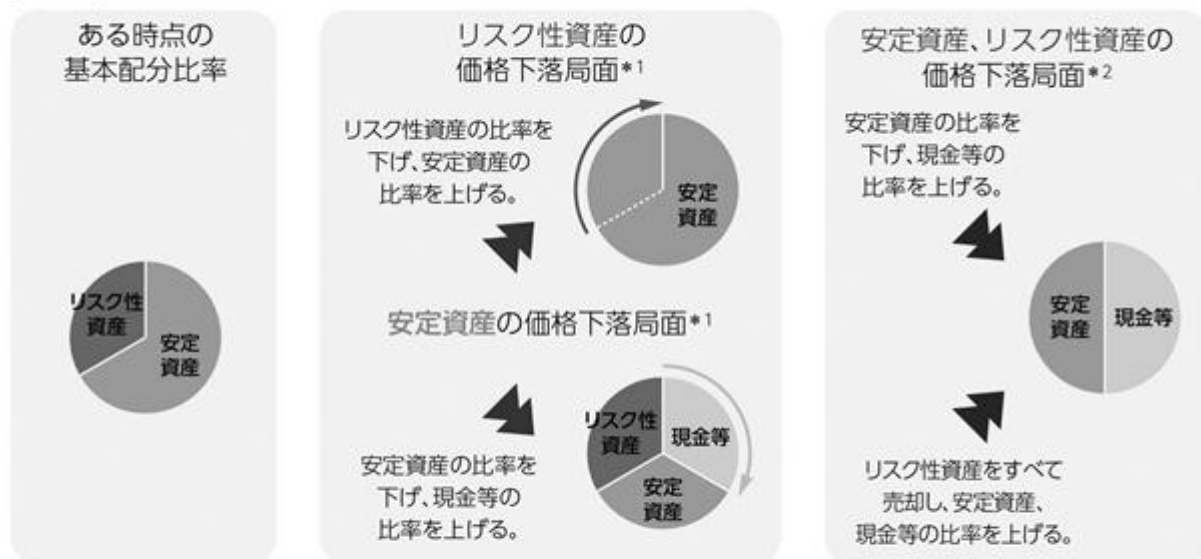 ある時点の
基本配分比率
リスク性
資産
安定
資産
リスク性資産の
価格下落局面*1
リスク性資産の比率を
下げ、安定資産の
比率を上げる。
安定
資産
安定資産の価格下落局面*1
安定資産の比率を
下げ、現金等の
比率を上げる。
リスク性
資産
現金等
安定
資産
安定資産、リスク性資産の
価格下落局面*2
安定資産の比率を
下げ、現金等の
比率を上げる。
安定
資産
現金等
リスク性資産をすべて
売却し、安定資産、
現金等の比率を上げる。